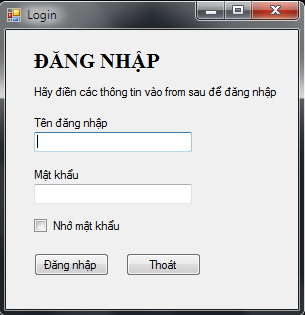 Login
ĐĂNG NHẬP
Hãy điền các thông tin vào from sau để đăng nhập
Tên đăng nhập
Mật khẩu
Nhớ mật khẩu
Đăng nhập Thoát